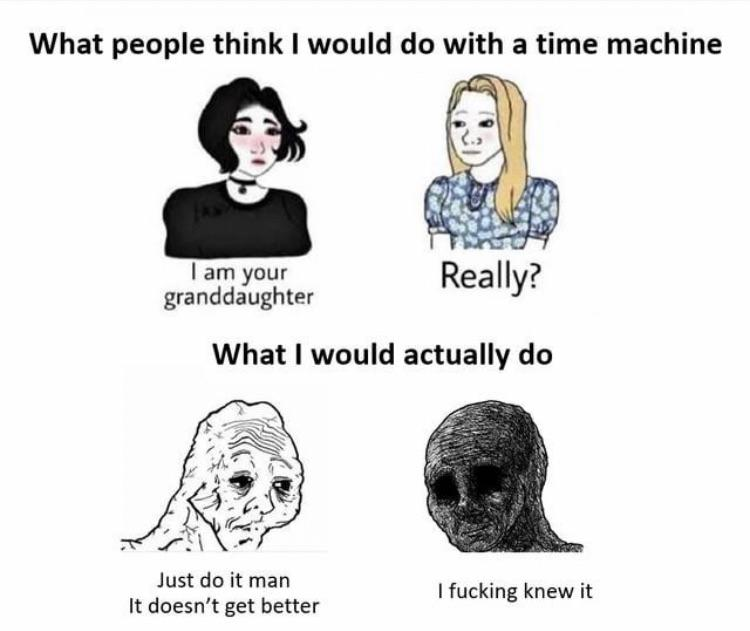 What people think I would do with a time machine
I am your
granddaughter
Really?
What I would actually do
Just do it man
It doesn't get better
I fucking knew it